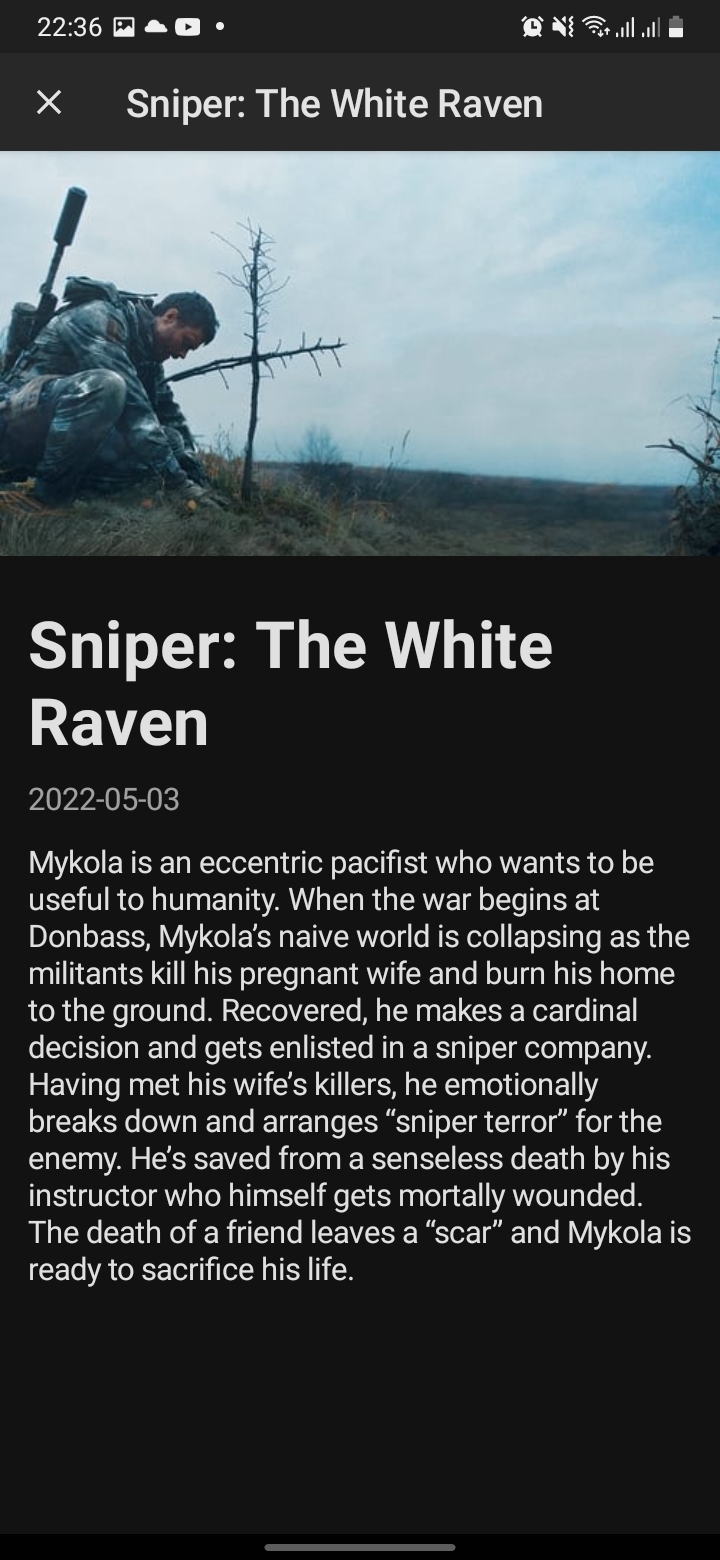 22:36
Sniper: The White Raven
Sniper: The White
Raven
2022-05-03
Mykola is an eccentric pacifist who wants to be
useful to humanity. When the war begins at
Donbass, Mykola’s naive world is collapsing as the
militants kill his pregnant wife and burn his home
to the ground. Recovered, he makes a cardinal
decision and gets enlisted in a sniper company.
Having met his wife’s killers, he emotionally
breaks down and arranges “sniper terror” for the
enemy. He’s saved from a senseless death by his
instructor who himself gets mortally wounded.
The death of a friend leaves a “scar” and Mykola is
ready to sacrifice his life.